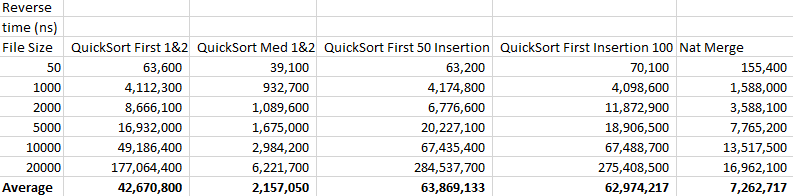 Reverse
time (ns)
File Size QuickSort First 1&2 QuickSort Med 1&2 QuickSort First 50 Insertion QuickSort First Insertion 100 Nat Merge
50 63,600 39,100 63,200 70,100 155,400
1000 4,112,300 932,700 4,174,800 4,098,600 1,588,000
2000 8,666,100 1,089,600 6,776,600 11,872,900 3,588,100
5000 16,932,000 1,675,000 20,227,100 18,906,500 7,765,200
10000 49,186,400 2,984,200 67,435,400 67,488,700 13,517,500
20000 177,064,400 6,221,700 284,537,700 275,408,500 16,962,100
Average 42,670,800 2,157,050 63,869,133 62,974,217 7,262,717